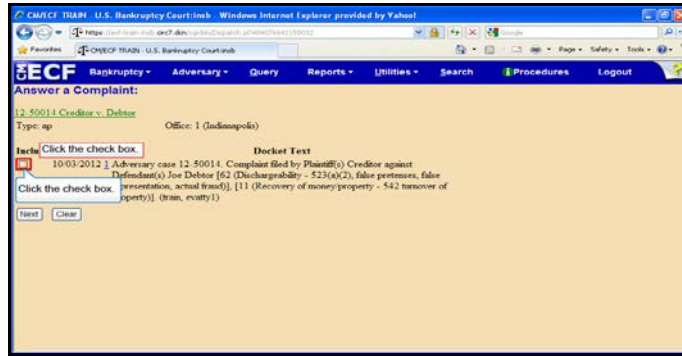 CM/ECF TRAIN - U.S. Bankruptcy Court:insb - Windows Internet Explorer provided by Yahoo!
Google
Favorites CM/ECF TRAIN - U.S. Bankruptcy Court:insb Page Safety Tools
ECF Bankruptcy Adversary Query Reports Utilities Search Procedures Logout
Answer a Complaint:
12-50014 Creditor v. Debtor
Type: ap Office: 1 (Indianapolis)
Click the check box. Docket Text
10/03/2012 1 Adversary case 12-50014. Complaint filed by Plaintiff(s) Creditor against
Defendant(s) Joe Debtor [62 (Dischargeability - 523(a)(2), false pretenses, false
Click the check box. presentation, actual fraud)], [11 (Recovery of money/property - 542 turnover of
operty)]. (train, evatty1)
Next Clear